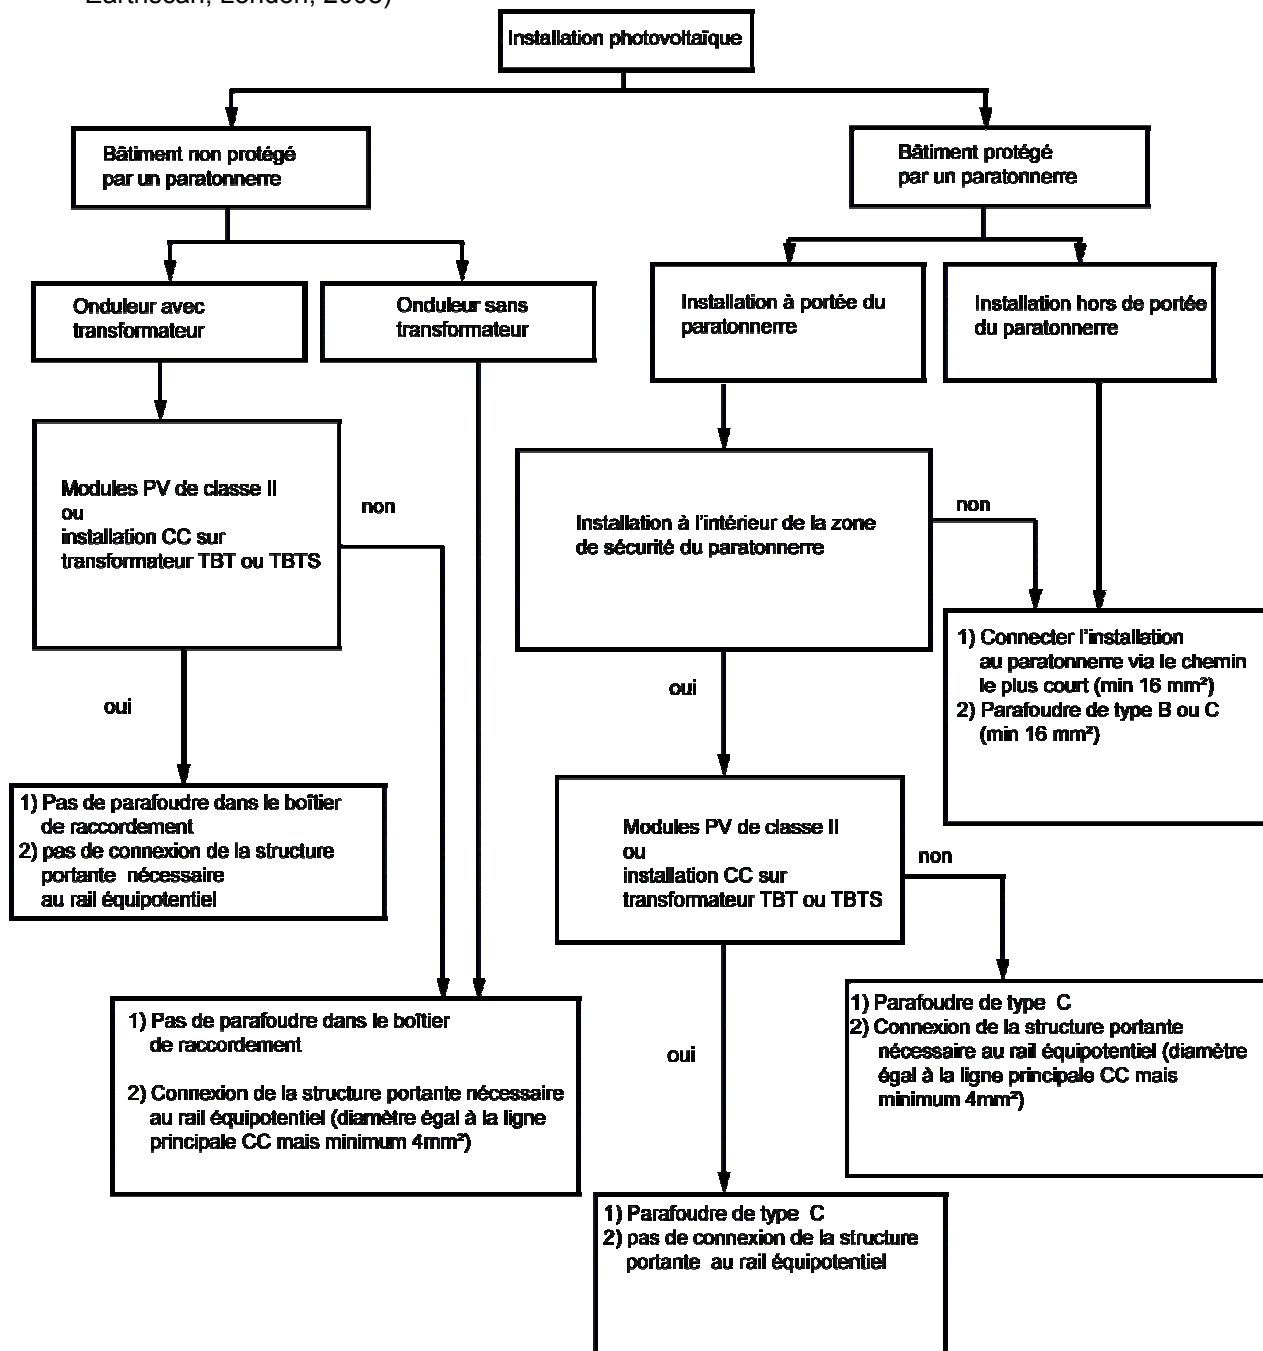 Earthscan, London, 2008)
Installation photovoltaïque
Bâtiment non protégé
par un paratonnerre
Bâtiment protégé
par un paratonnerre
Onduleur avec
transformateur
Onduleur sans
transformateur
Installation à portée du
paratonnerre
Installation hors de portée
du paratonnerre
Modules PV de classe II
ou
installation CC sur
transformateur TBT ou TBTS
non
Installation à l'intérieur de la zone
de sécurité du paratonnerre
non
oui
1) Pas de parafoudre dans le boîtier
de raccordement
2) pas de connexion de la structure
portante nécessaire
au rail équipotentiel
oui
1) Connecter l'installation
au paratonnerre via le chemin
le plus court (min 16 mm²)
2) Parafoudre de type B ou C
(min 16 mm²)
Modules PV de classe II
ou
installation CC sur
transformateur TBT ou TBTS
non
1) Pas de parafoudre dans le boîtier
de raccordement
2) Connexion de la structure portante nécessaire
au rail équipotentiel (diamètre égal à la ligne
principale CC mais minimum 4mm²)
oui
1) Parafoudre de type C
2) Connexion de la structure portante
nécessaire au rail équipotentiel (diamètre
égal à la ligne principale CC mais
minimum 4mm²)
1) Parafoudre de type C
2) pas de connexion de la structure
portante au rail équipotentiel